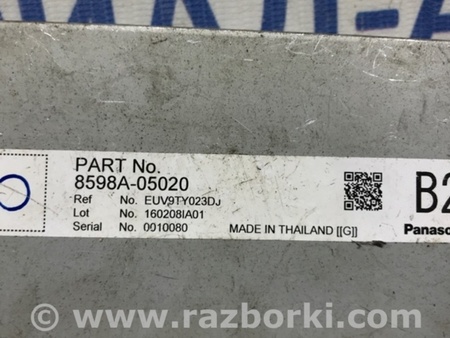 PART No.
8598A-05020
Ref No. EUV9TY023DJ
Lot No. 160208IA01
Serial No. 0010080
MADE IN THAILAND [[G]]
B2
Panaso
www.razborki.com